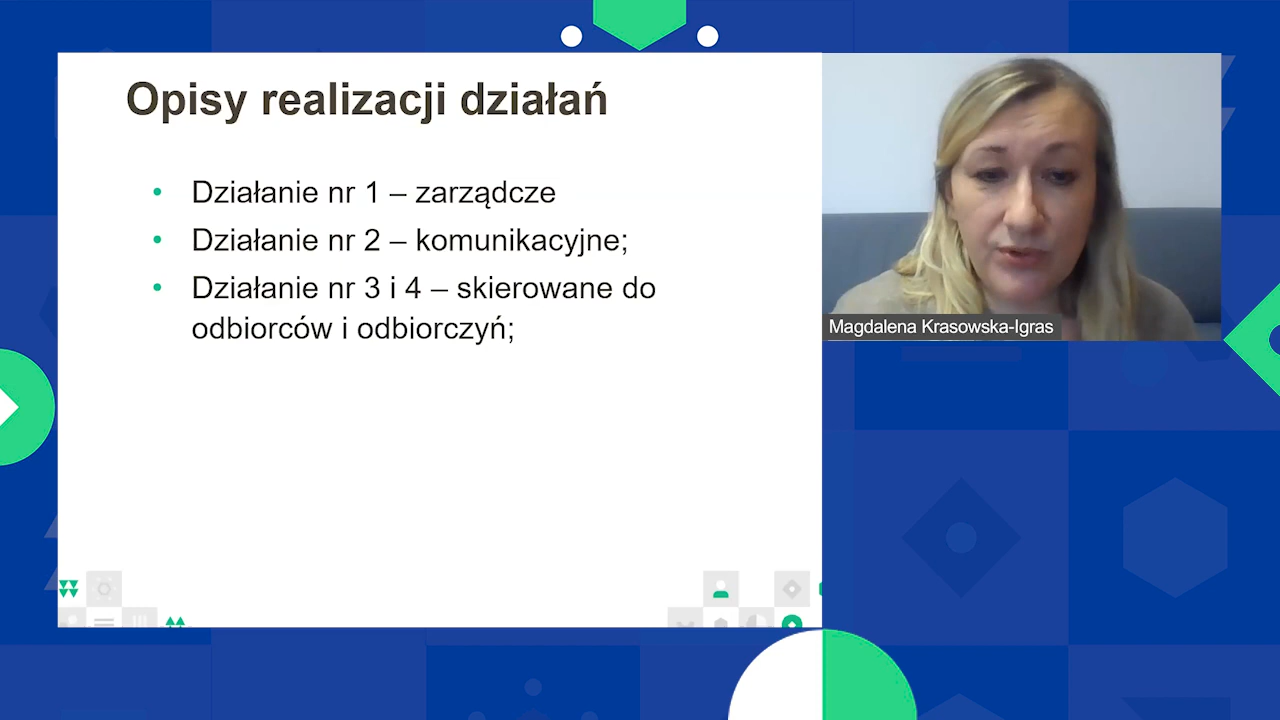 Opisy realizacji działań
• Działanie nr 1 – zarządcze
• Działanie nr 2 – komunikacyjne;
• Działanie nr 3 i 4 – skierowane do
odbiorców i odbiorczyń;
Magdalena Krasowska-Igras